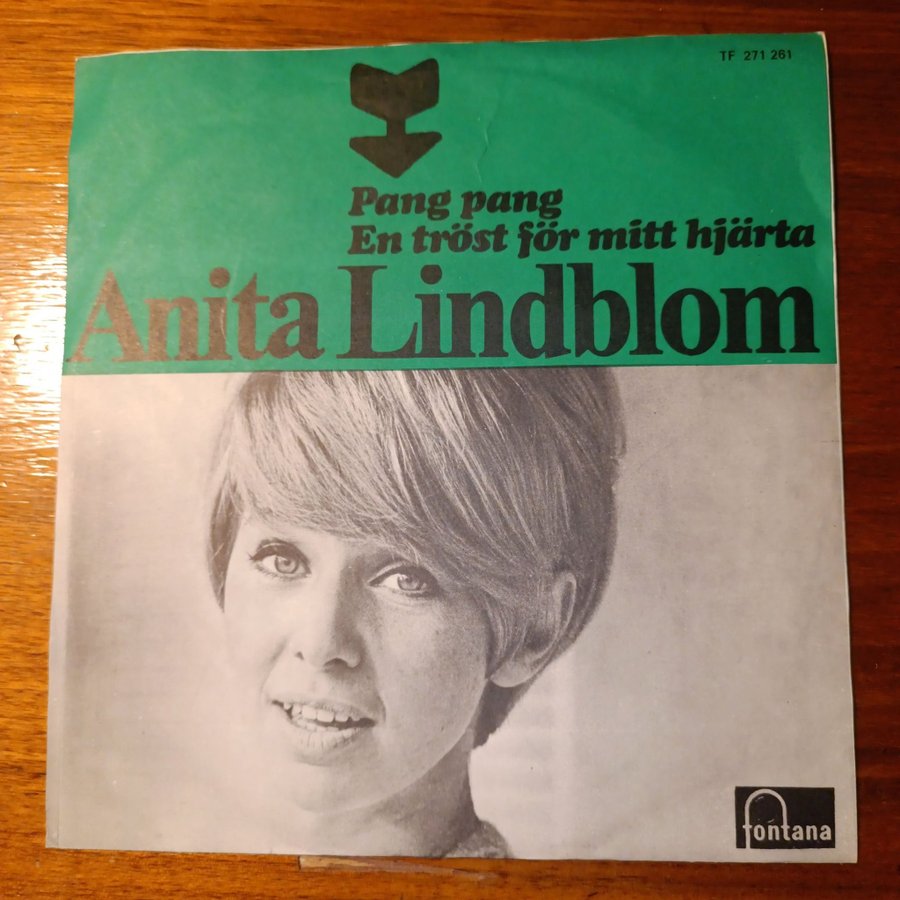 TF 271 261
Pang pang
En tröst för mitt hjärta
Anita Lindblom
fontana